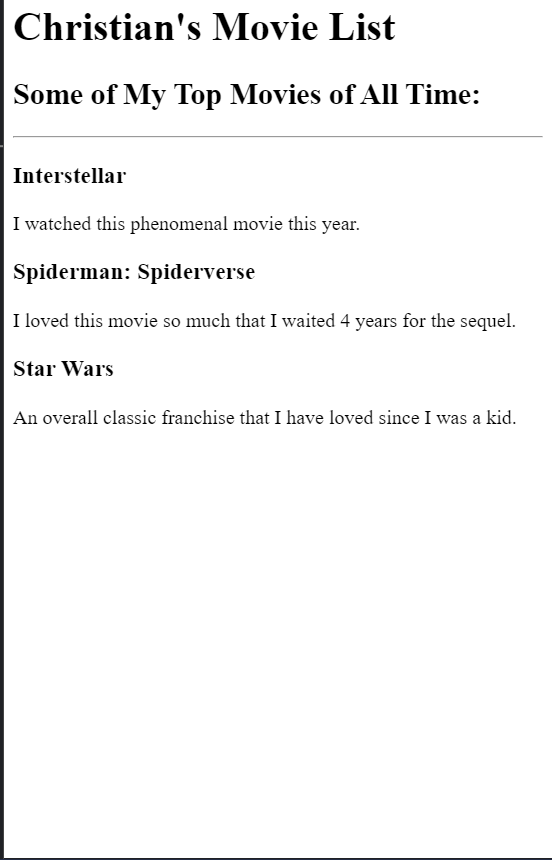 Christian's Movie List
Some of My Top Movies of All Time:
Interstellar
I watched this phenomenal movie this year.
Spiderman: Spiderverse
I loved this movie so much that I waited 4 years for the sequel.
Star Wars
An overall classic franchise that I have loved since I was a kid.